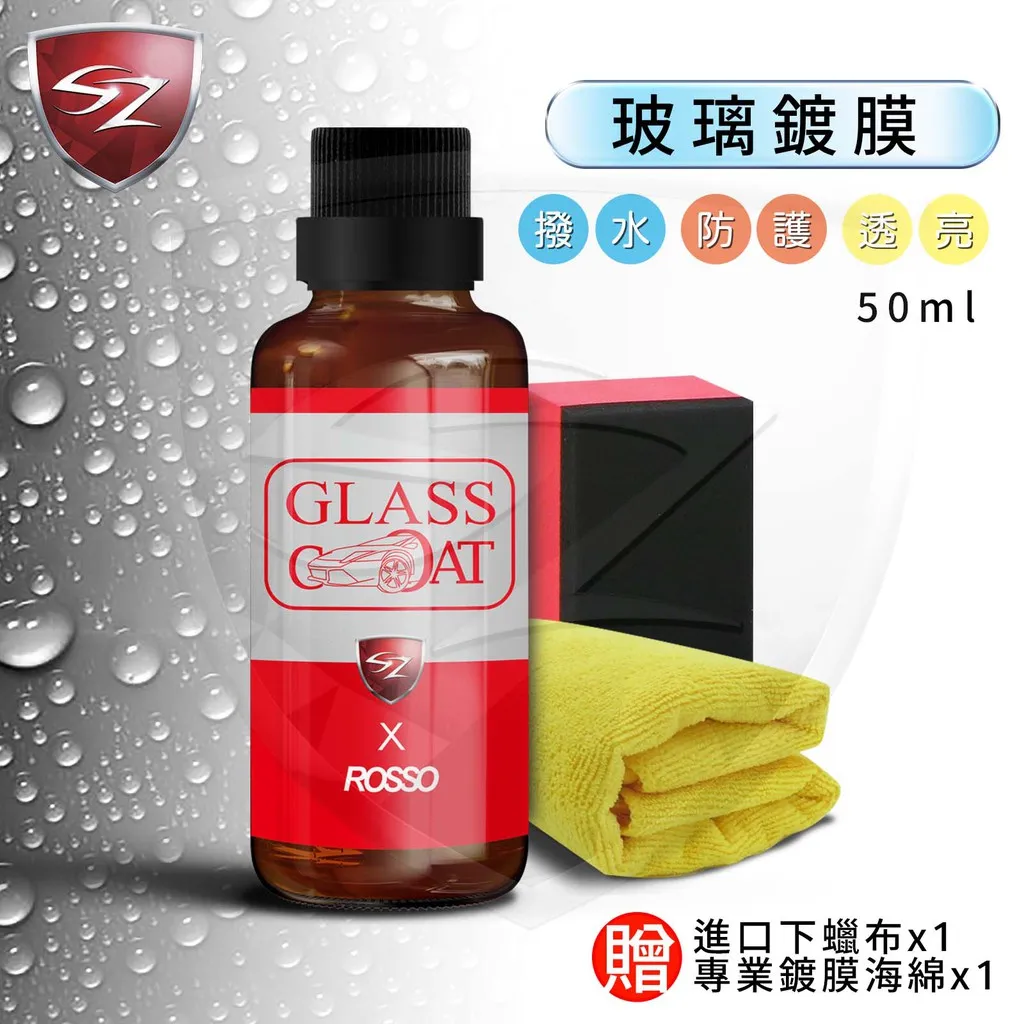 SZ
玻璃鍍膜
撥水 防護 透亮
50ml
GLASS
COAT
SZ
X
ROSSO
贈
進口下蠟布x1
專業鍍膜海綿x1